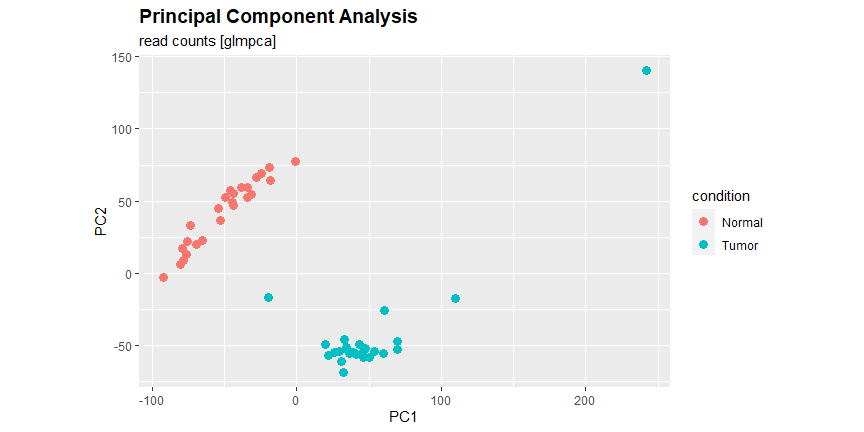 Principal Component Analysis
read counts [glmpca]
150
100
50
0
-50
PC2
-100
0
100
200
PC1
condition
Normal
Tumor